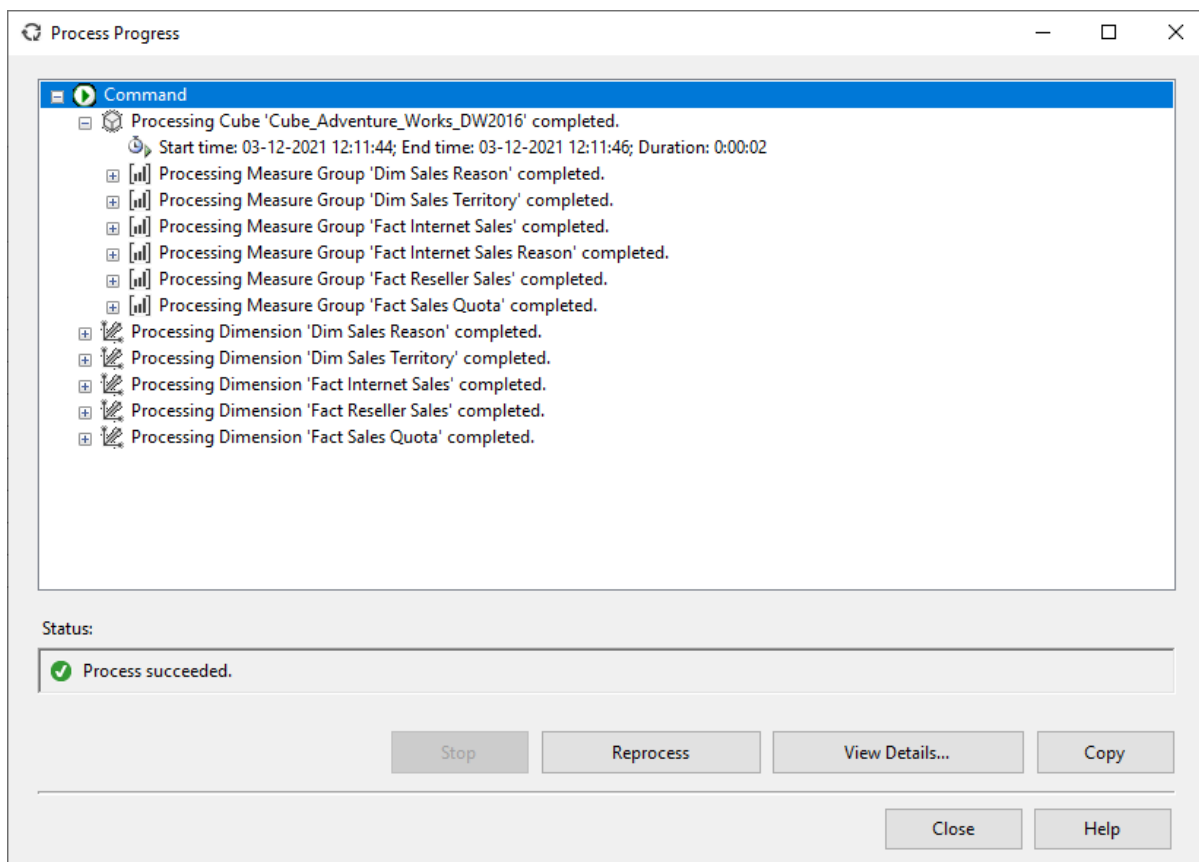 Process Progress
Command
Processing Cube 'Cube_Adventure_Works_DW2016' completed.
Start time: 03-12-2021 12:11:44; End time: 03-12-2021 12:11:46; Duration: 0:00:02
Processing Measure Group 'Dim Sales Reason' completed.
Processing Measure Group 'Dim Sales Territory' completed.
Processing Measure Group 'Fact Internet Sales' completed.
Processing Measure Group 'Fact Internet Sales Reason' completed.
Processing Measure Group 'Fact Reseller Sales' completed.
Processing Measure Group 'Fact Sales Quota' completed.
Processing Dimension 'Dim Sales Reason' completed.
Processing Dimension 'Dim Sales Territory' completed.
Processing Dimension 'Fact Internet Sales' completed.
Processing Dimension 'Fact Reseller Sales' completed.
Processing Dimension 'Fact Sales Quota' completed.
Status:
Process succeeded.
Stop Reprocess View Details... Copy
Close Help